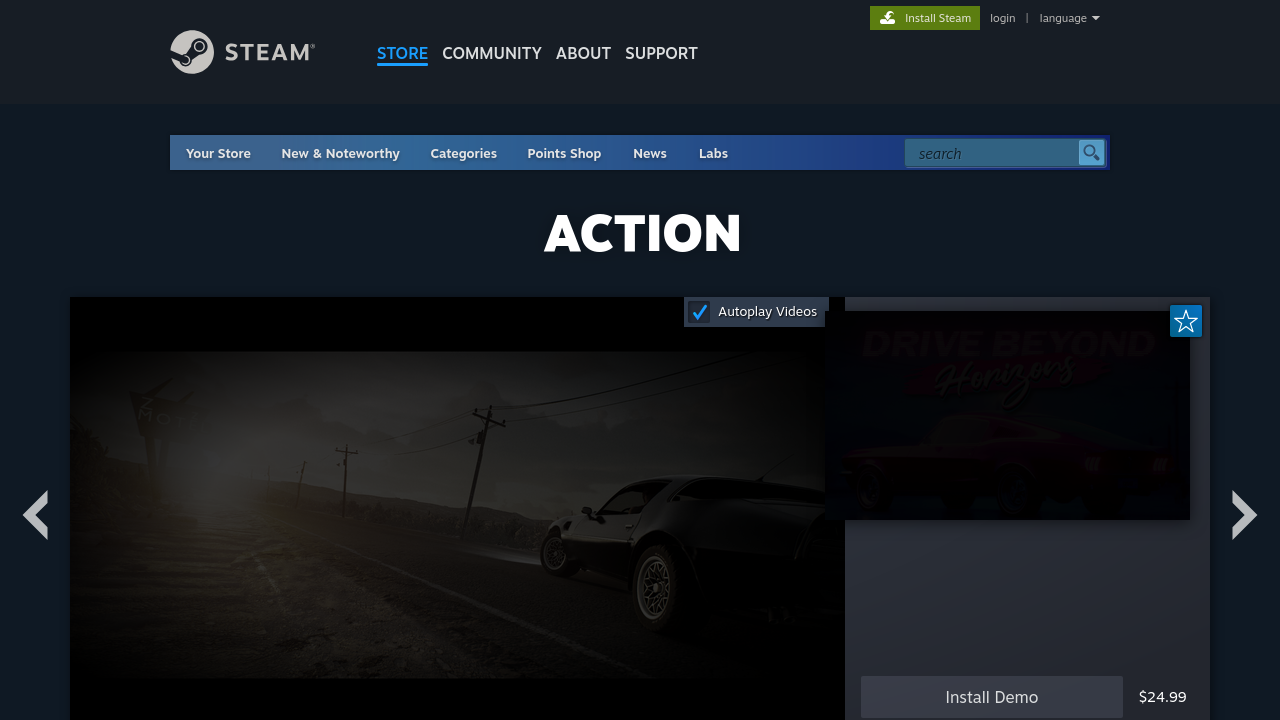 Install Steam
login | language
STEAM®
STORE COMMUNITY ABOUT SUPPORT
Your Store New & Noteworthy Categories Points Shop News Labs search
ACTION
Autoplay Videos
DRIVE BEYOND
Horizons
MOTEL
Install Demo $24.99